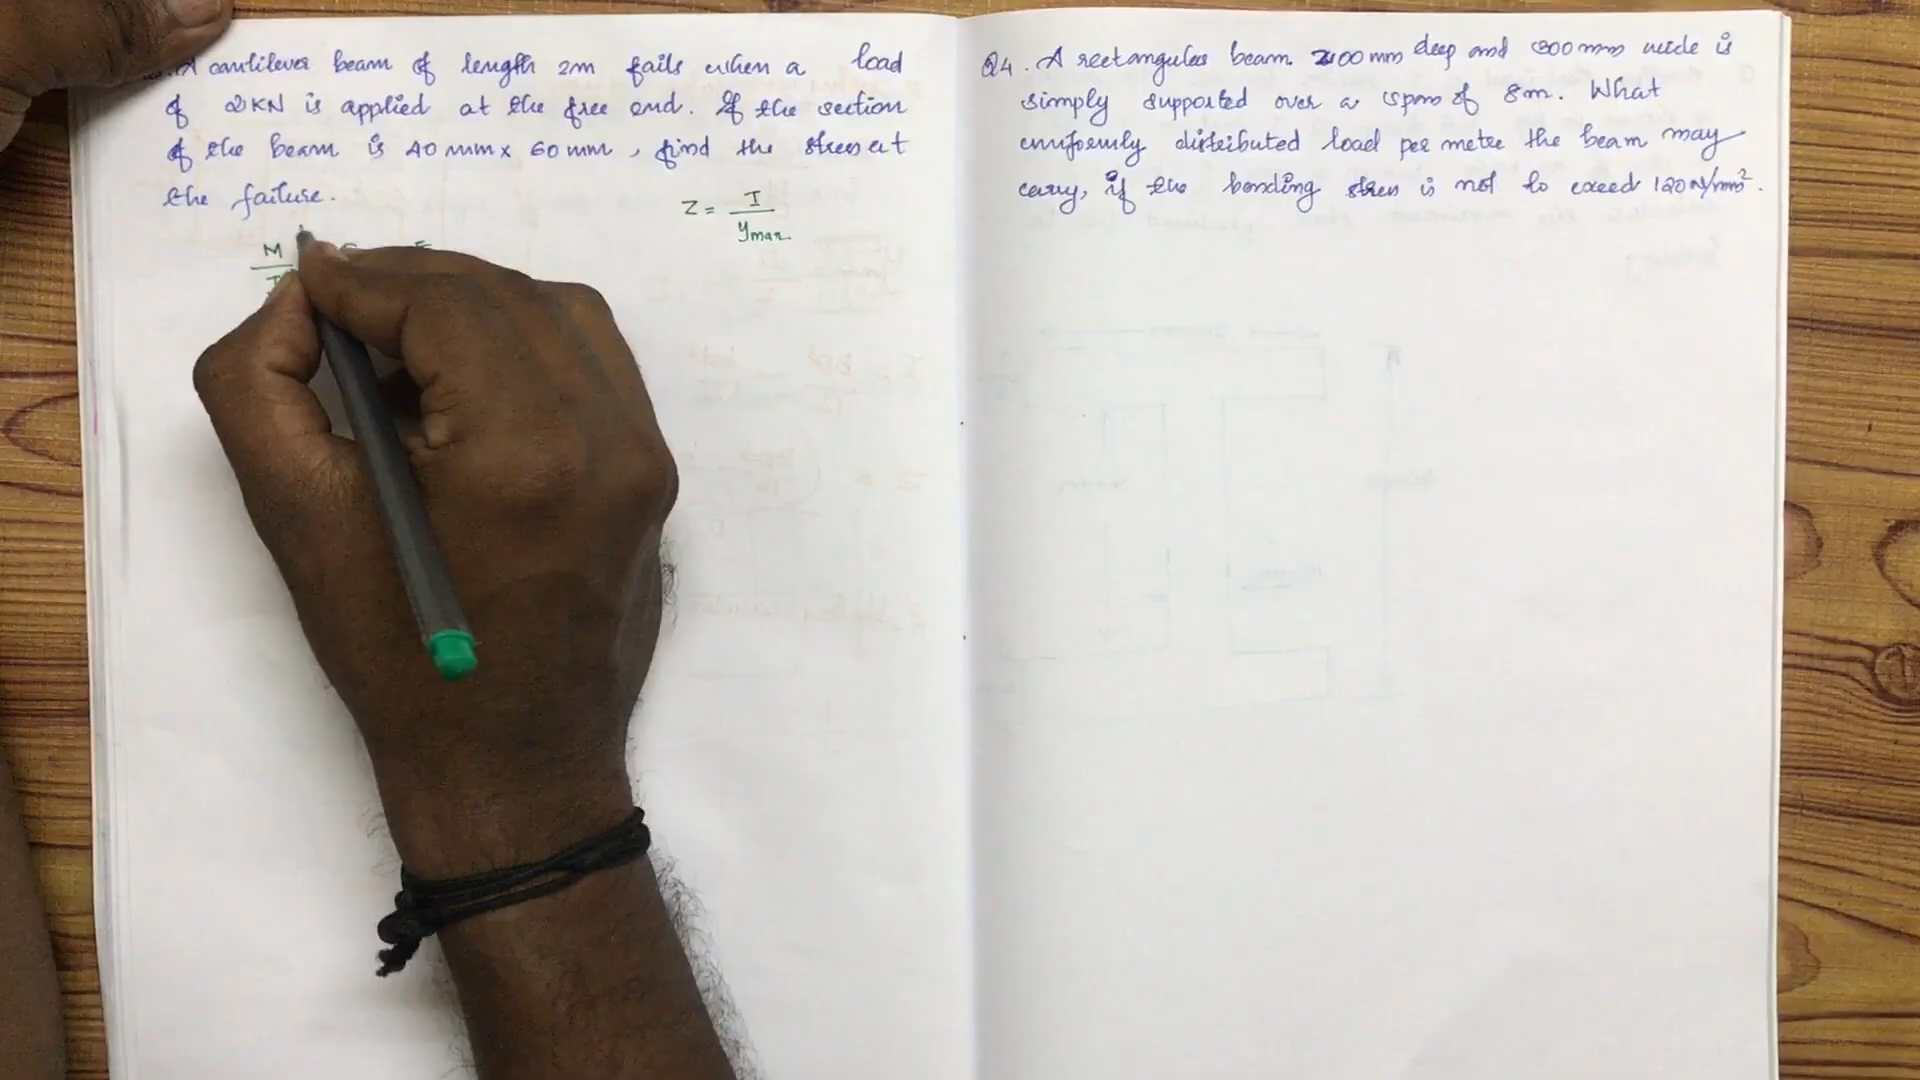 A cantilever beam of length 2m fails when a load
of 2KN is applied at the free end. If the section
of the beam is 40 mm x 60 mm, find the stress at
the failure.
Z = I
ymax.
M
I
Q4. A rectangular beam 200 mm deep and 300 mm wide is
simply supported over a span of 8m. What
uniformly distributed load per metre the beam may
carry, if the bending stress is not to exceed 120 N/mm².